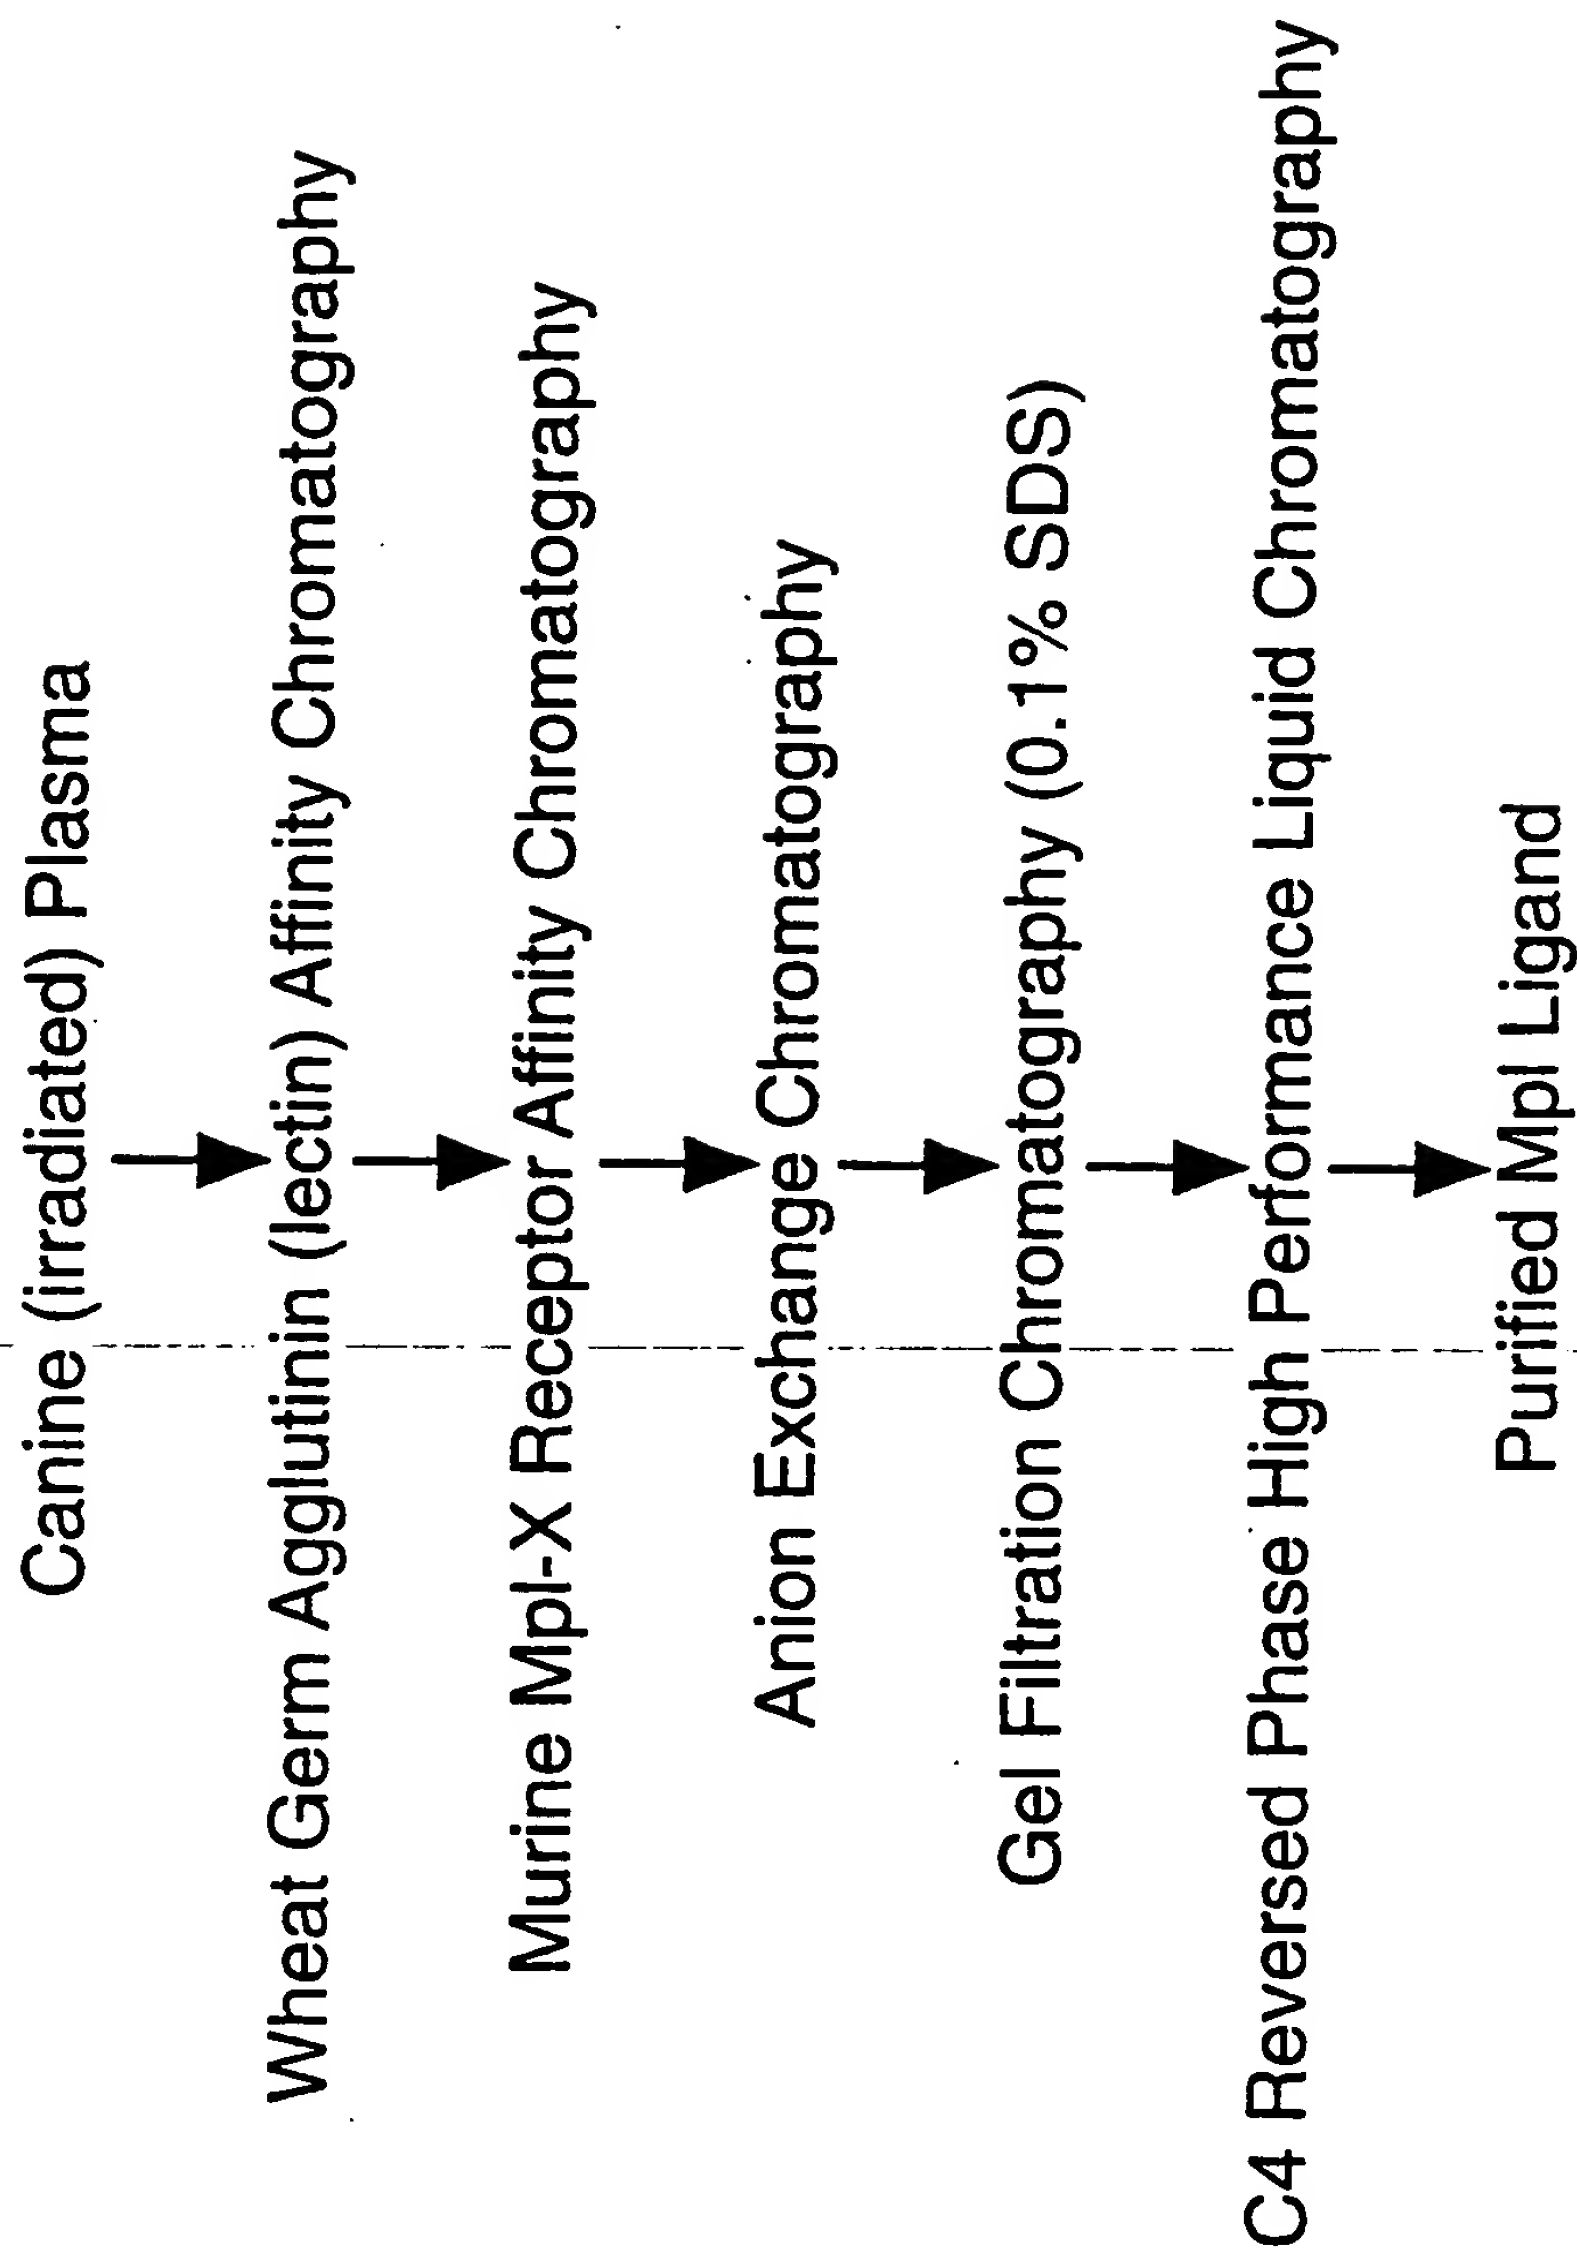 Canine (irradiated) Plasma
Wheat Germ Agglutinin (lectin) Affinity Chromatography
Murine Mpl-X Receptor Affinity Chromatography
Anion Exchange Chromatography
Gel Filtration Chromatography (0.1% SDS)
C4 Reversed Phase High Performance Liquid Chromatography
Purified Mpl Ligand